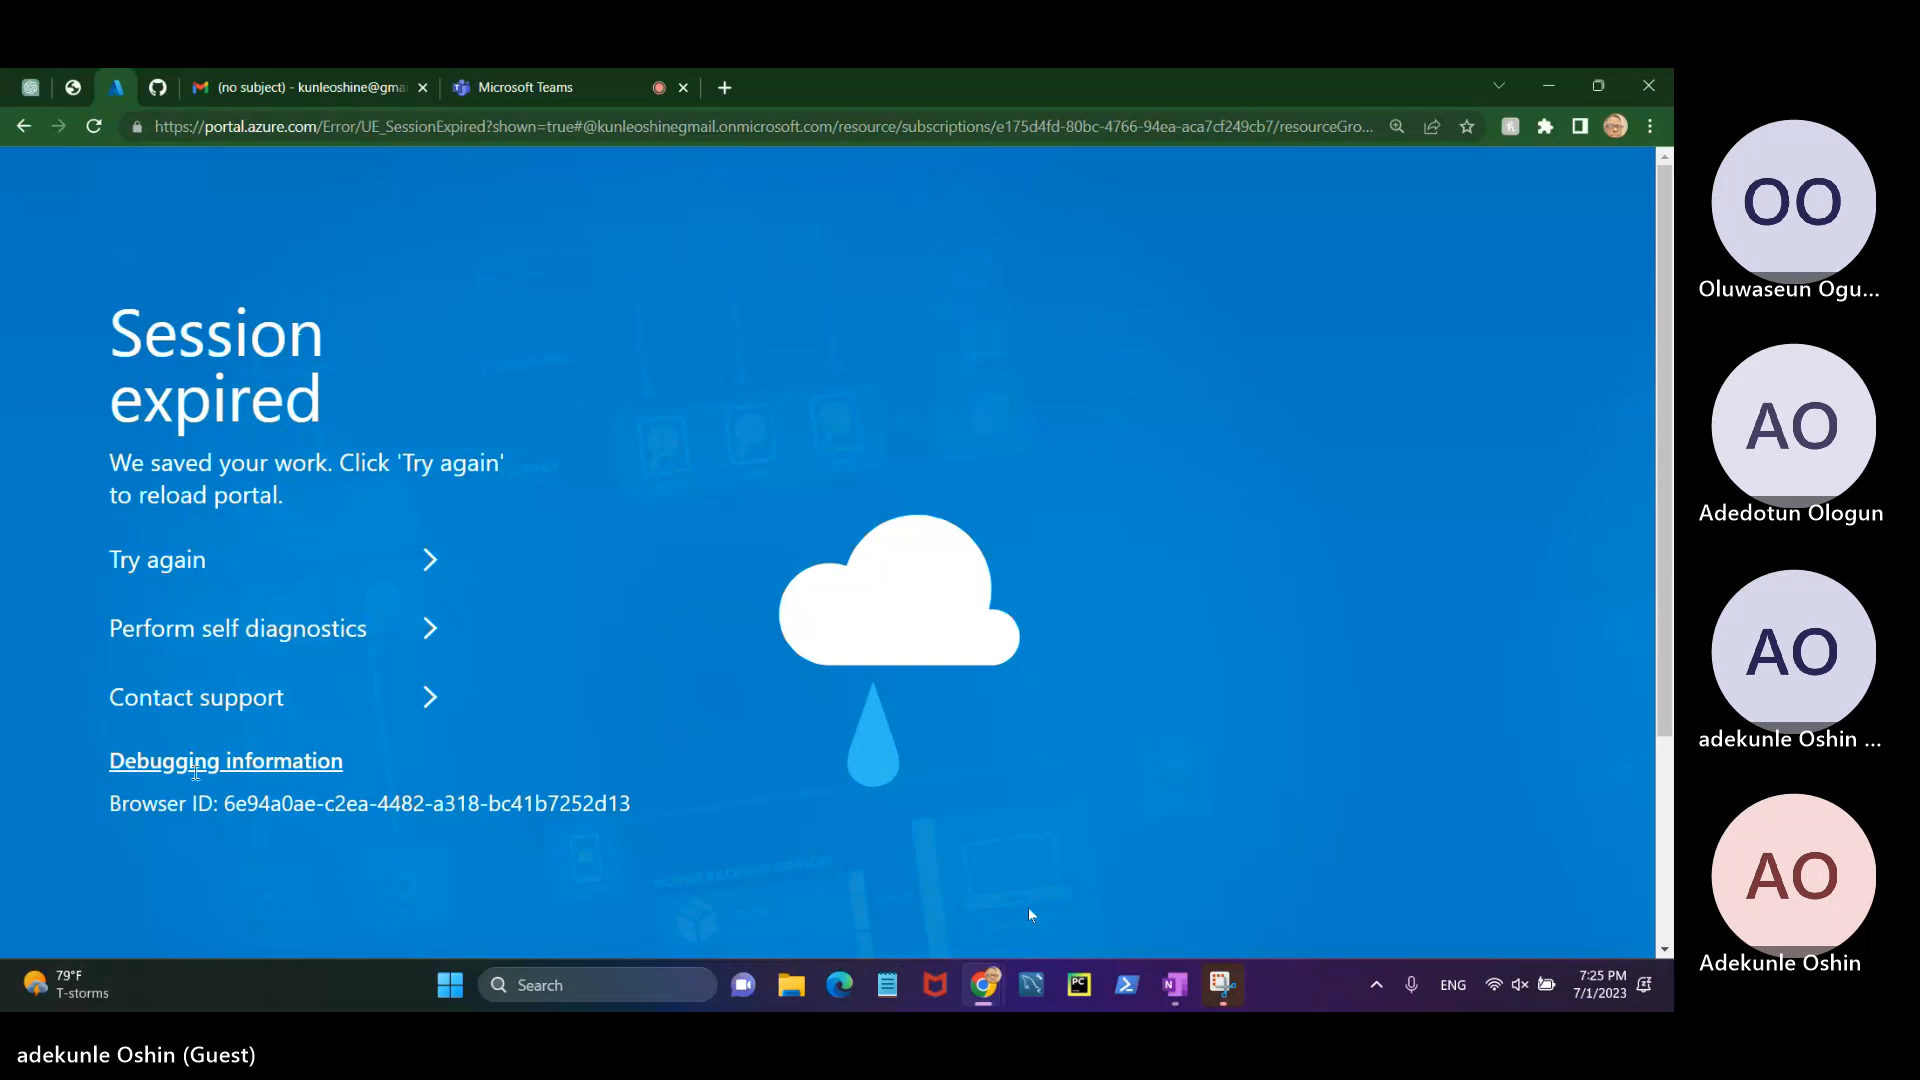 (no subject) - kunleoshine@gma
Microsoft Teams
https://portal.azure.com/Error/UE_SessionExpired?shown=true#@kunleoshinegmail.onmicrosoft.com/resource/subscriptions/e175d4fd-80bc-4766-94ea-aca7cf249cb7/resourceGro...
Session
expired
We saved your work. Click 'Try again'
to reload portal.
Try again
Perform self diagnostics
Contact support
Debugging information
Browser ID: 6e94a0ae-c2ea-4482-a318-bc41b7252d13
OO
Oluwaseun Ogu...
AO
Adedotun Ologun
AO
adekunle Oshin ...
AO
Adekunle Oshin
79°F
T-storms
Search
PC
N
ENG
7:25 PM
7/1/2023
adekunle Oshin (Guest)